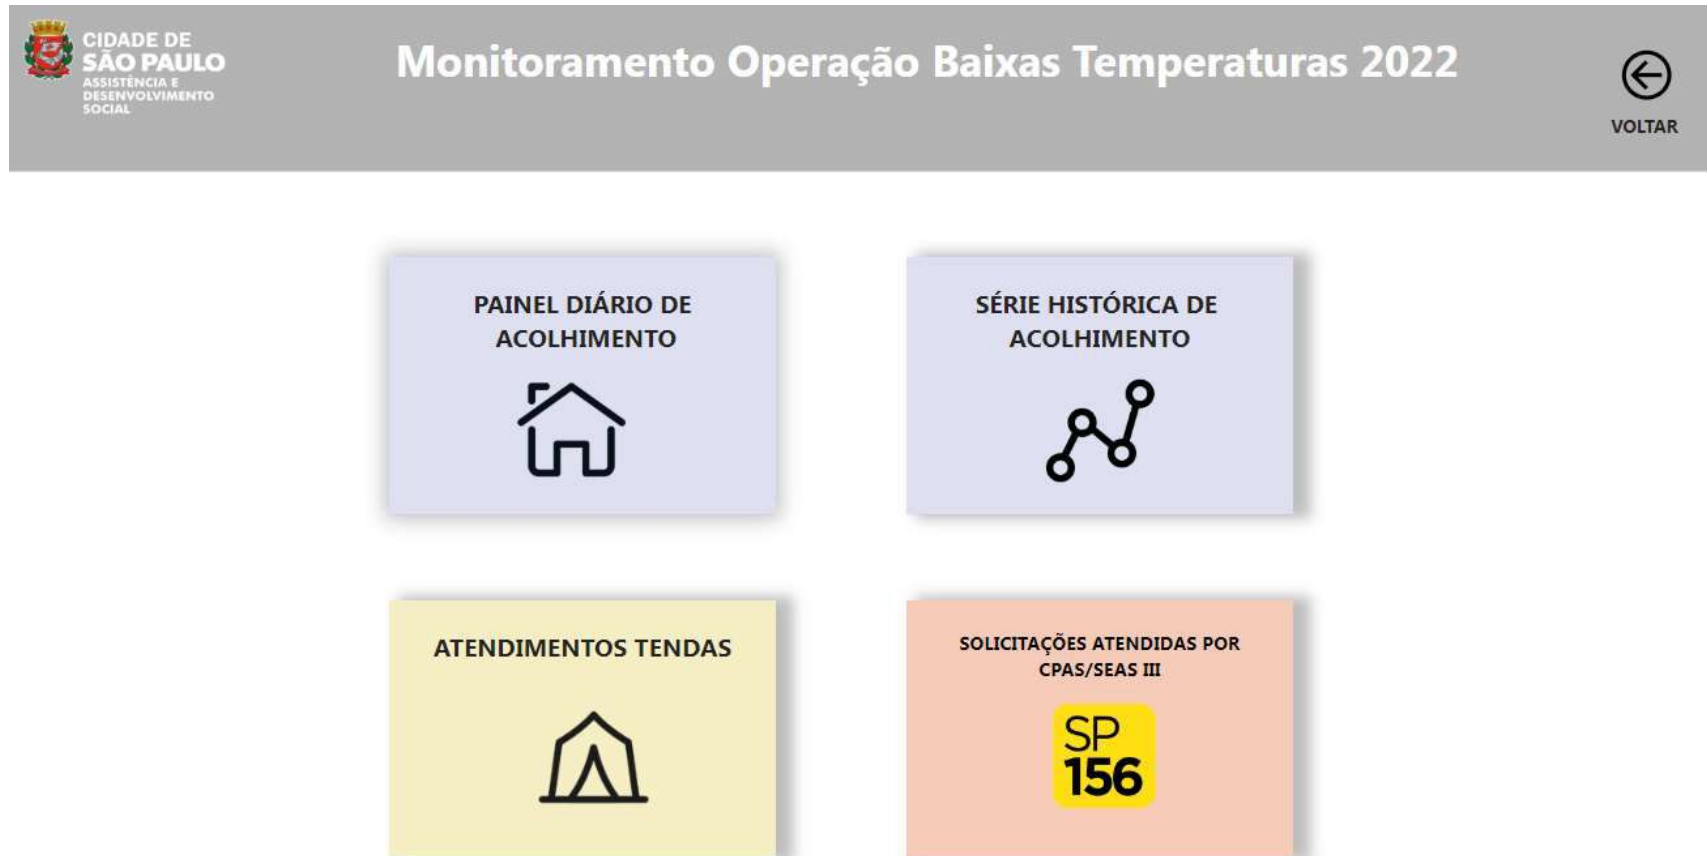 CIDADE DE
SÃO PAULO
ASSISTÊNCIA E
DESENVOLVIMENTO
SOCIAL
Monitoramento Operação Baixas Temperaturas 2022
VOLTAR
PAINEL DIÁRIO DE
ACOLHIMENTO
SÉRIE HISTÓRICA DE
ACOLHIMENTO
ATENDIMENTOS TENDAS
SOLICITAÇÕES ATENDIDAS POR
CPAS/SEAS III
SP
156